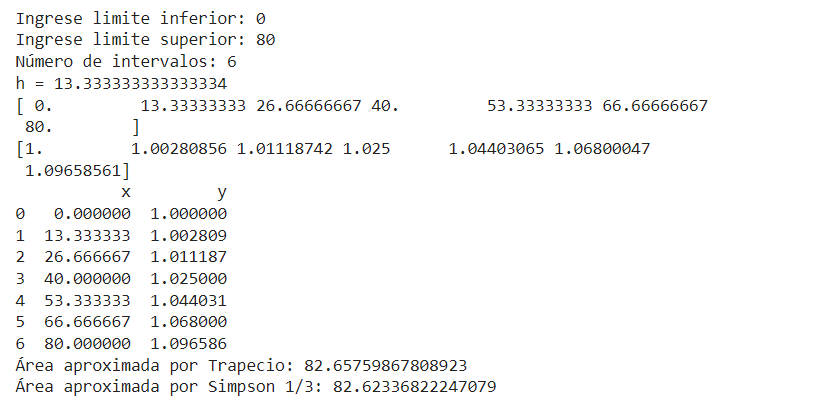 Ingrese limite inferior: 0
Ingrese limite superior: 80
Número de intervalos: 6
h = 13.333333333333334
[ 0.         13.33333333 26.66666667 40.         53.33333333 66.66666667
 80.        ]
[1.         1.00280856 1.01118742 1.025      1.04403065 1.06800047
 1.09658561]
           x         y
0   0.000000  1.000000
1  13.333333  1.002809
2  26.666667  1.011187
3  40.000000  1.025000
4  53.333333  1.044031
5  66.666667  1.068000
6  80.000000  1.096586
Área aproximada por Trapecio: 82.65759867808923
Área aproximada por Simpson 1/3: 82.62336822247079